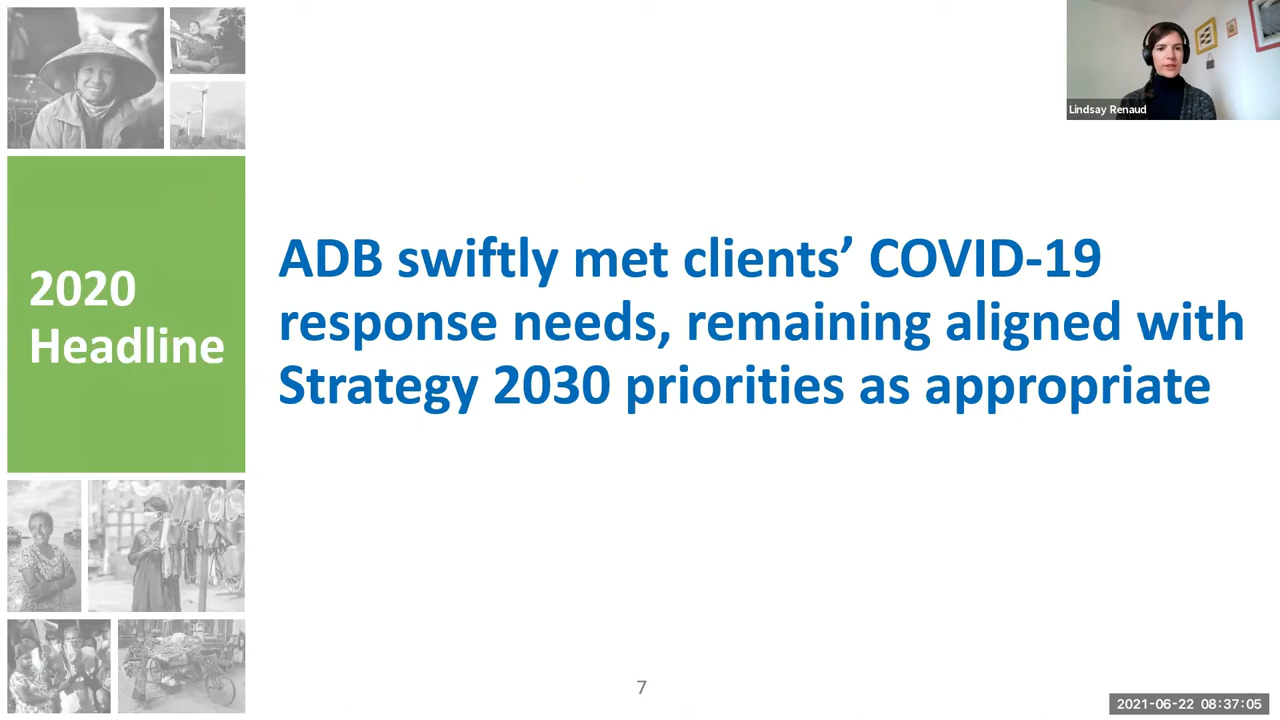 Lindsay Renaud
2020
Headline
ADB swiftly met clients’ COVID-19
response needs, remaining aligned with
Strategy 2030 priorities as appropriate
7
2021-06-22 08:37:05